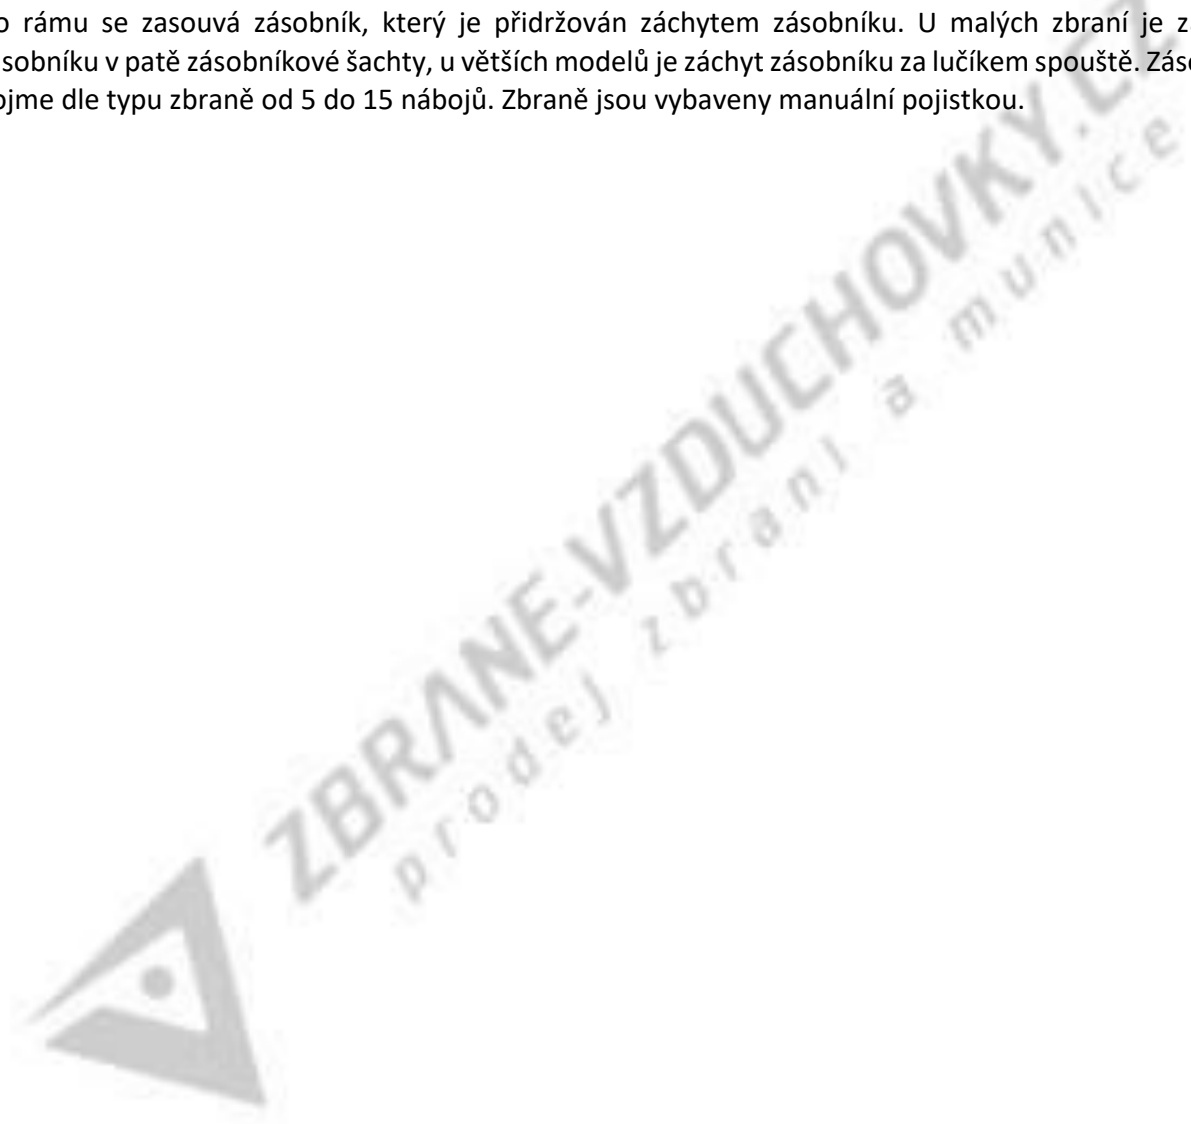 o rámu se zasouvá zásobník, který je přidržován záchytem zásobníku. U malých zbraní je z
sobníku v patě zásobníkové šachty, u větších modelů je záchyt zásobníku za lučíkem spouště. Záso
ojme dle typu zbraně od 5 do 15 nábojů. Zbraně jsou vybaveny manuální pojistkou.
ZBRANE-VZDUCHOVKY.CZ
prodej zbraní a munice